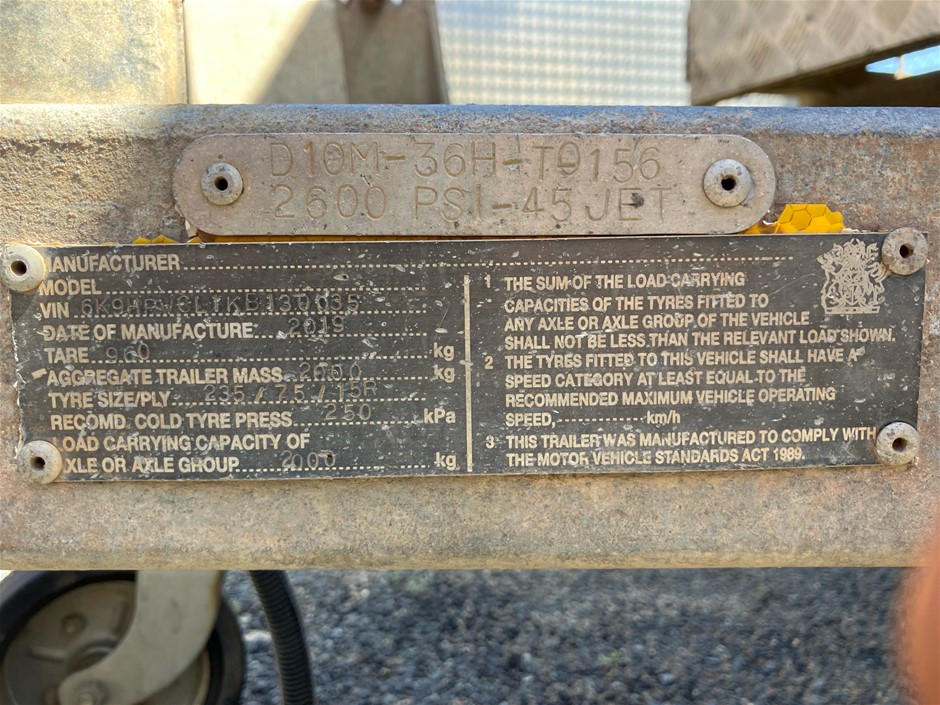 D10M-36H-T9156
2600 PSI-45 JET
MANUFACTURER
MODEL
VIN
DATE OF MANUFACTURE 2019
TARE 960 kg
AGGREGATE TRAILER MASS 2000 kg
TYRE SIZE/PLY 235/75/15R
RECOMD. COLD TYRE PRESS 250 kPa
LOAD CARRYING CAPACITY OF
AXLE OR AXLE GROUP 2000 kg
1 THE SUM OF THE LOAD CARRYING
CAPACITIES OF THE TYRES FITTED TO
ANY AXLE OR AXLE GROUP OF THE VEHICLE
SHALL NOT BE LESS THAN THE RELEVANT LOAD SHOWN.
2 THE TYRES FITTED TO THIS VEHICLE SHALL HAVE A
SPEED CATEGORY AT LEAST EQUAL TO THE
RECOMMENDED MAXIMUM VEHICLE OPERATING
SPEED, km/h
3 THIS TRAILER WAS MANUFACTURED TO COMPLY WITH
THE MOTOR VEHICLE STANDARDS ACT 1989.